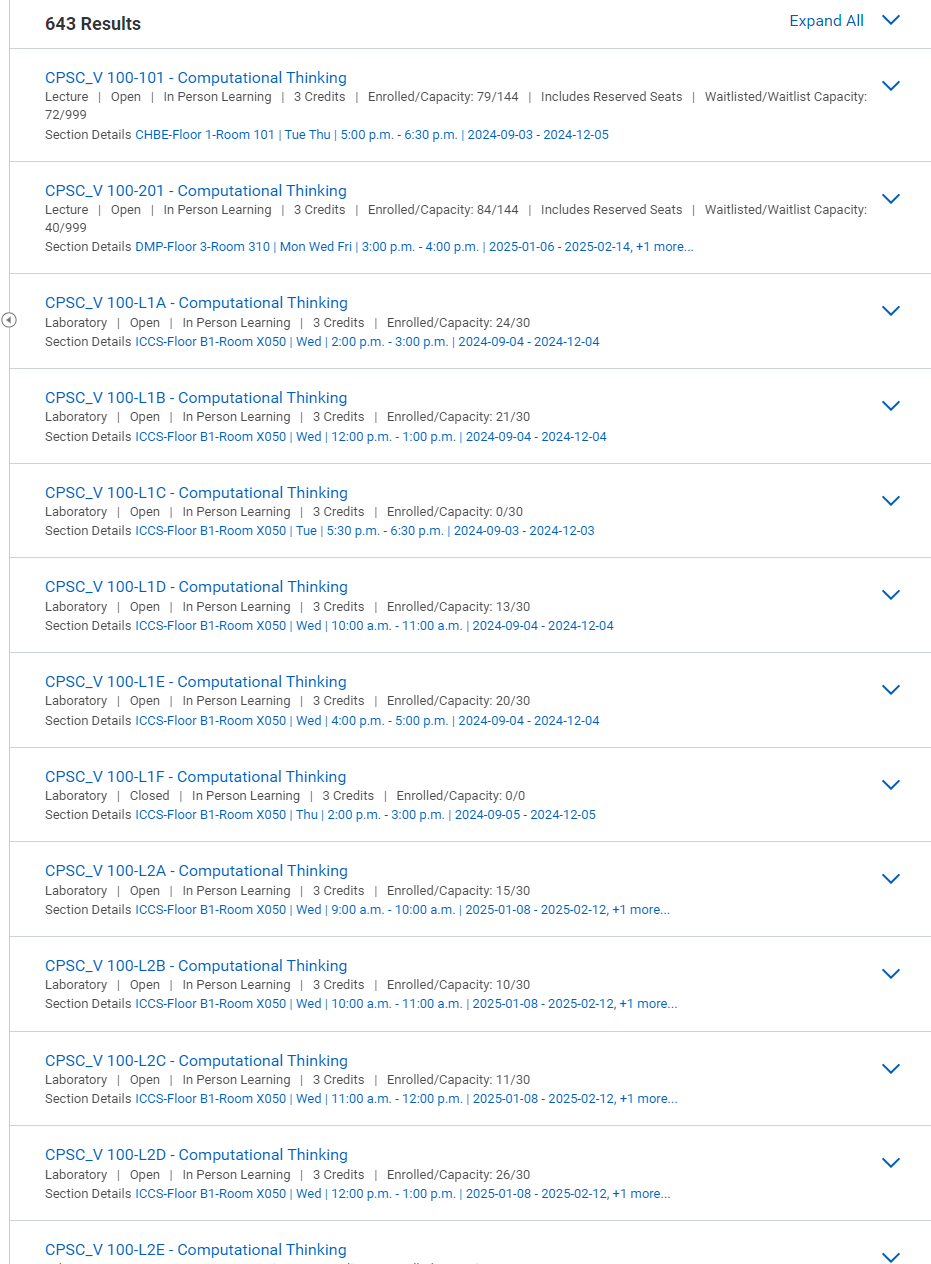 643 Results
Expand All
CPSC_V 100-101 - Computational Thinking
Lecture | Open | In Person Learning | 3 Credits | Enrolled/Capacity: 79/144 | Includes Reserved Seats | Waitlisted/Waitlist Capacity:
72/999
Section Details CHBE-Floor 1-Room 101 | Tue Thu | 5:00 p.m. - 6:30 p.m. | 2024-09-03 - 2024-12-05
CPSC_V 100-201 - Computational Thinking
Lecture | Open | In Person Learning | 3 Credits | Enrolled/Capacity: 84/144 | Includes Reserved Seats | Waitlisted/Waitlist Capacity:
40/999
Section Details DMP-Floor 3-Room 310 | Mon Wed Fri | 3:00 p.m. - 4:00 p.m. | 2025-01-06 - 2025-02-14, +1 more...
CPSC_V 100-L1A - Computational Thinking
Laboratory | Open | In Person Learning | 3 Credits | Enrolled/Capacity: 24/30
Section Details ICCS-Floor B1-Room X050 | Wed | 2:00 p.m. - 3:00 p.m. | 2024-09-04 - 2024-12-04
CPSC_V 100-L1B - Computational Thinking
Laboratory | Open | In Person Learning | 3 Credits | Enrolled/Capacity: 21/30
Section Details ICCS-Floor B1-Room X050 | Wed | 12:00 p.m. - 1:00 p.m. | 2024-09-04 - 2024-12-04
CPSC_V 100-L1C - Computational Thinking
Laboratory | Open | In Person Learning | 3 Credits | Enrolled/Capacity: 0/30
Section Details ICCS-Floor B1-Room X050 | Tue | 5:30 p.m. - 6:30 p.m. | 2024-09-03 - 2024-12-03
CPSC_V 100-L1D - Computational Thinking
Laboratory | Open | In Person Learning | 3 Credits | Enrolled/Capacity: 13/30
Section Details ICCS-Floor B1-Room X050 | Wed | 10:00 a.m. - 11:00 a.m. | 2024-09-04 - 2024-12-04
CPSC_V 100-L1E - Computational Thinking
Laboratory | Open | In Person Learning | 3 Credits | Enrolled/Capacity: 20/30
Section Details ICCS-Floor B1-Room X050 | Wed | 4:00 p.m. - 5:00 p.m. | 2024-09-04 - 2024-12-04
CPSC_V 100-L1F - Computational Thinking
Laboratory | Closed | In Person Learning | 3 Credits | Enrolled/Capacity: 0/0
Section Details ICCS-Floor B1-Room X050 | Thu | 2:00 p.m. - 3:00 p.m. | 2024-09-05 - 2024-12-05
CPSC_V 100-L2A - Computational Thinking
Laboratory | Open | In Person Learning | 3 Credits | Enrolled/Capacity: 15/30
Section Details ICCS-Floor B1-Room X050 | Wed | 9:00 a.m. - 10:00 a.m. | 2025-01-08 - 2025-02-12, +1 more...
CPSC_V 100-L2B - Computational Thinking
Laboratory | Open | In Person Learning | 3 Credits | Enrolled/Capacity: 10/30
Section Details ICCS-Floor B1-Room X050 | Wed | 10:00 a.m. - 11:00 a.m. | 2025-01-08 - 2025-02-12, +1 more...
CPSC_V 100-L2C - Computational Thinking
Laboratory | Open | In Person Learning | 3 Credits | Enrolled/Capacity: 11/30
Section Details ICCS-Floor B1-Room X050 | Wed | 11:00 a.m. - 12:00 p.m. | 2025-01-08 - 2025-02-12, +1 more...
CPSC_V 100-L2D - Computational Thinking
Laboratory | Open | In Person Learning | 3 Credits | Enrolled/Capacity: 26/30
Section Details ICCS-Floor B1-Room X050 | Wed | 12:00 p.m. - 1:00 p.m. | 2025-01-08 - 2025-02-12, +1 more...
CPSC_V 100-L2E - Computational Thinking